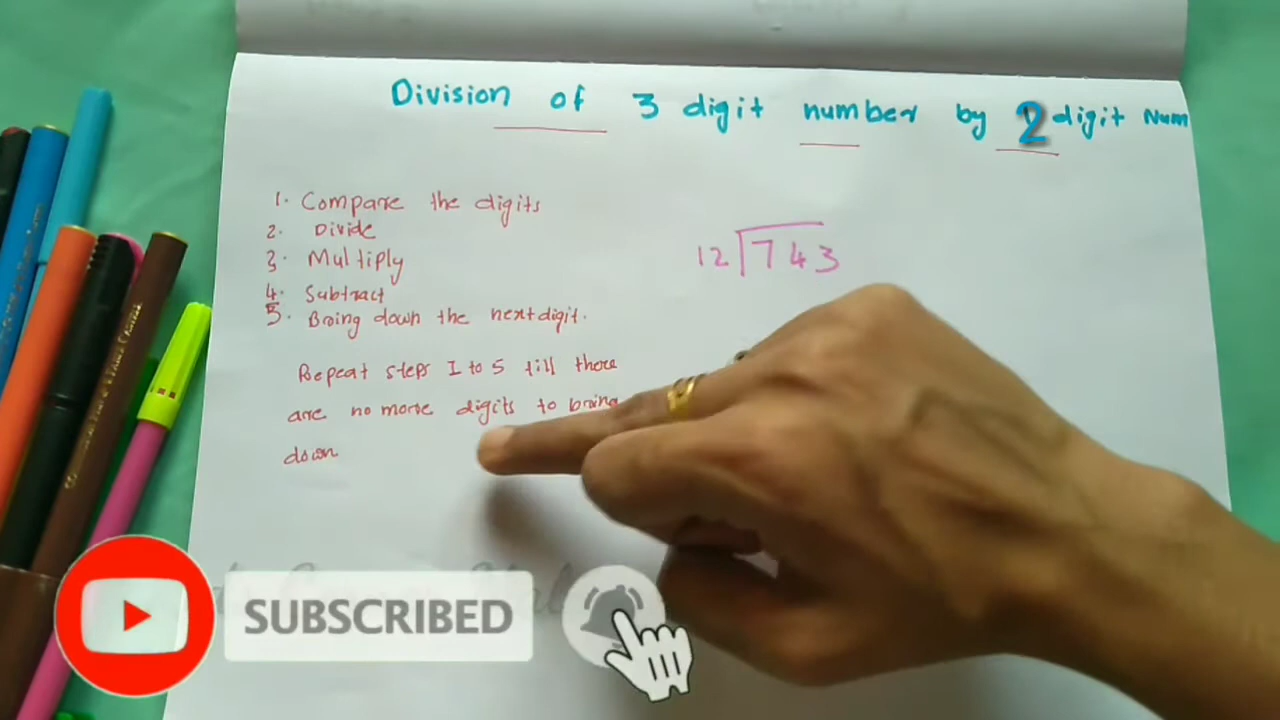 Division of 3 digit number by 2 digit Num
1. Compare the digits
2. Divide
3. Multiply
4. Subtract
5. Bring down the next digit.
Repeat steps 1 to 5 till there
are no more digits to bring
down
12 743
SUBSCRIBED